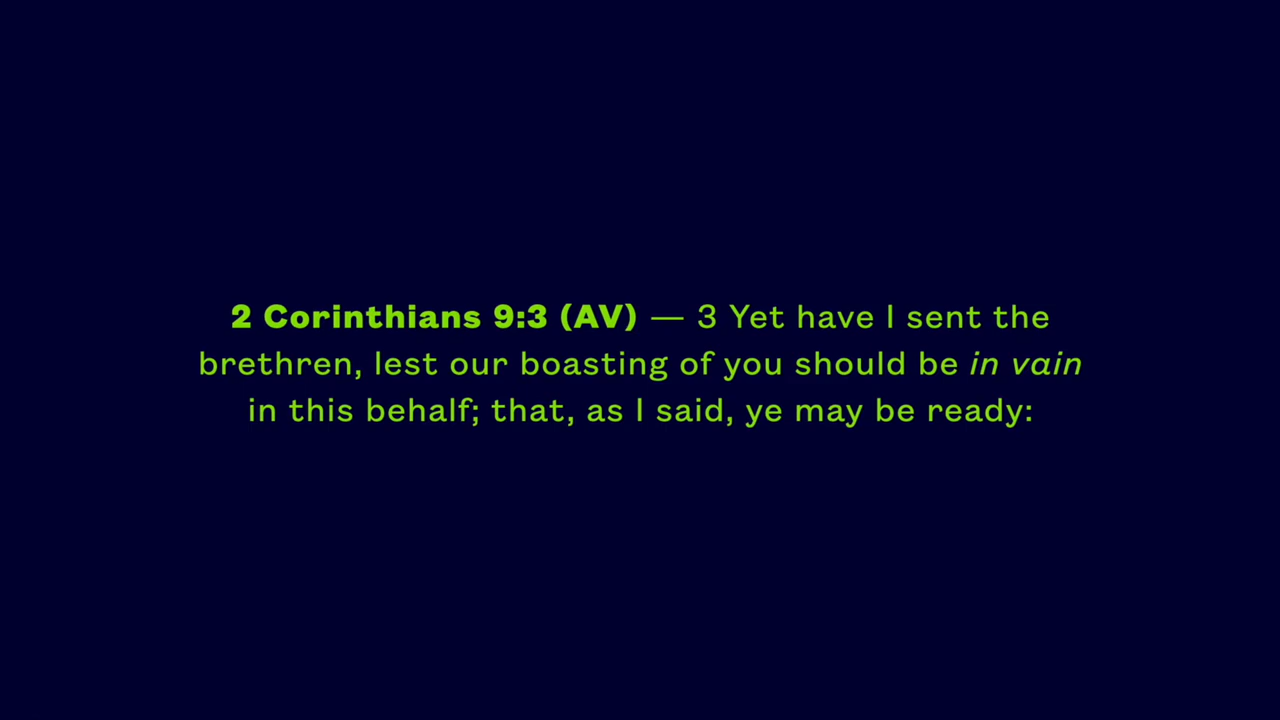 2 Corinthians 9:3 (AV) — 3 Yet have I sent the
brethren, lest our boasting of you should be in vain
in this behalf; that, as I said, ye may be ready: